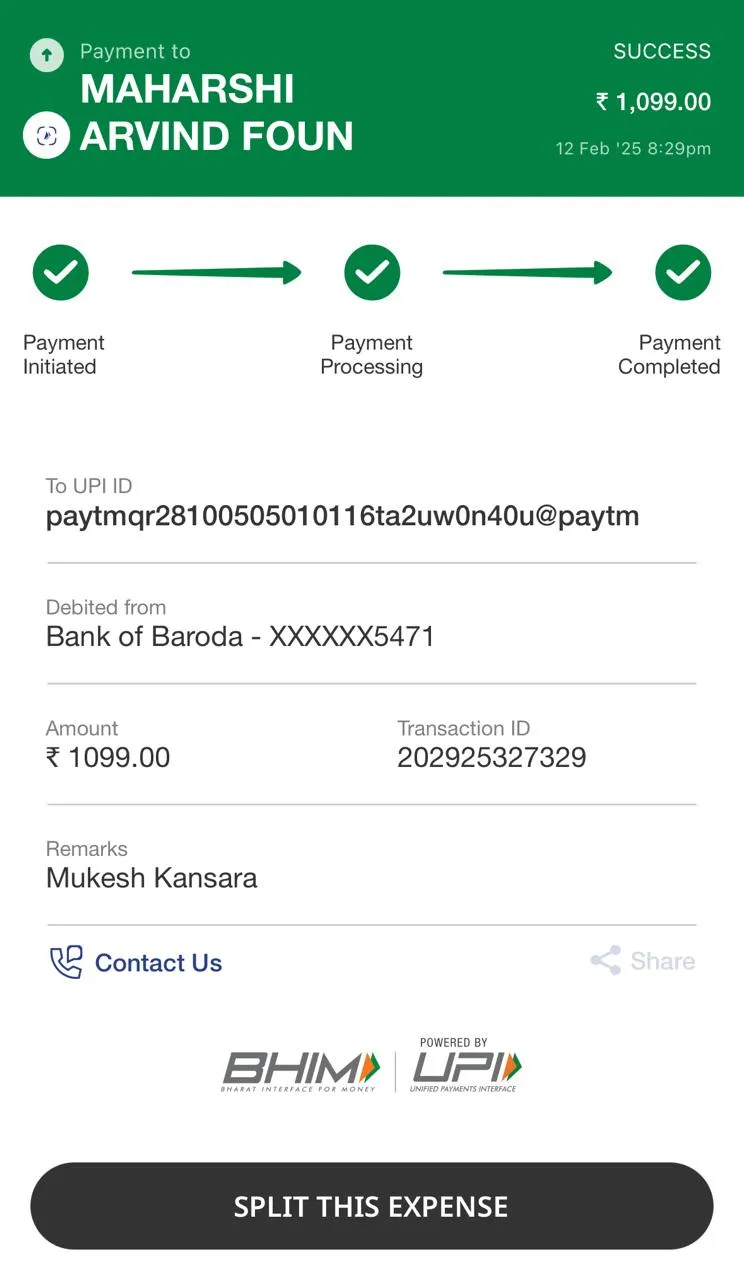 Payment to
MAHARSHI
ARVIND FOUN
SUCCESS
₹ 1,099.00
12 Feb '25 8:29pm
Payment
Initiated
Payment
Processing
Payment
Completed
To UPI ID
paytmqr28100505010116ta2uw0n40u@paytm
Debited from
Bank of Baroda - XXXXXX5471
Amount
₹ 1099.00
Transaction ID
202925327329
Remarks
Mukesh Kansara
Contact Us
Share
BHIM
BHARAT INTERFACE FOR MONEY
POWERED BY
UPI
UNIFIED PAYMENTS INTERFACE
SPLIT THIS EXPENSE